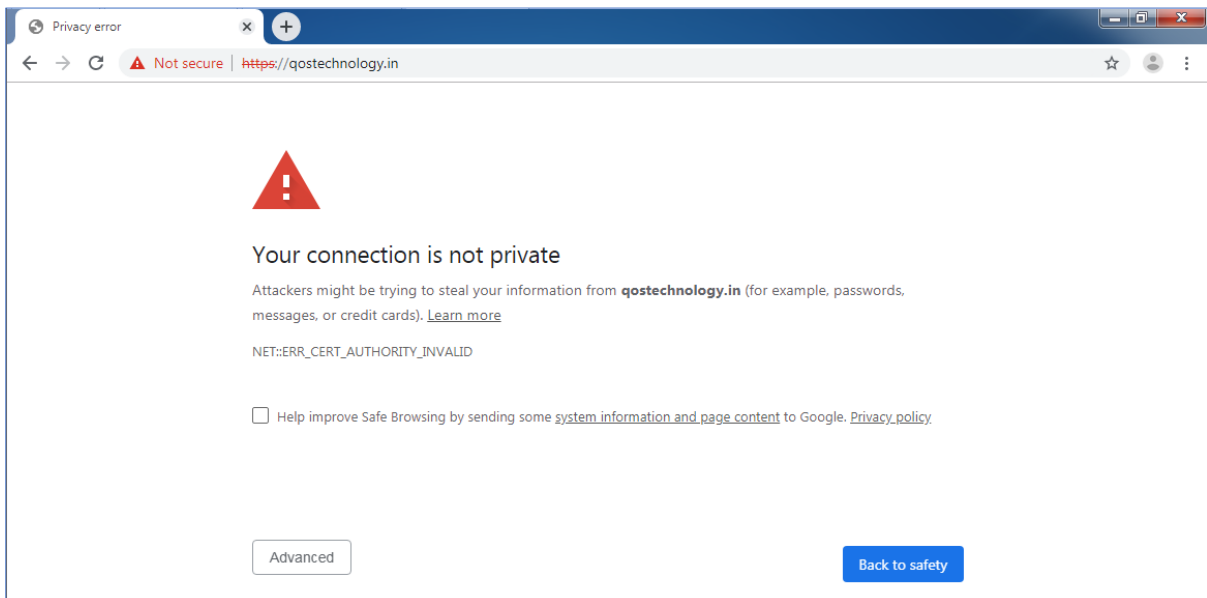 Privacy error
Not secure | https://qostechnology.in
Your connection is not private
Attackers might be trying to steal your information from qostechnology.in (for example, passwords,
messages, or credit cards). Learn more
NET::ERR_CERT_AUTHORITY_INVALID
Help improve Safe Browsing by sending some system information and page content to Google. Privacy policy
Advanced
Back to safety